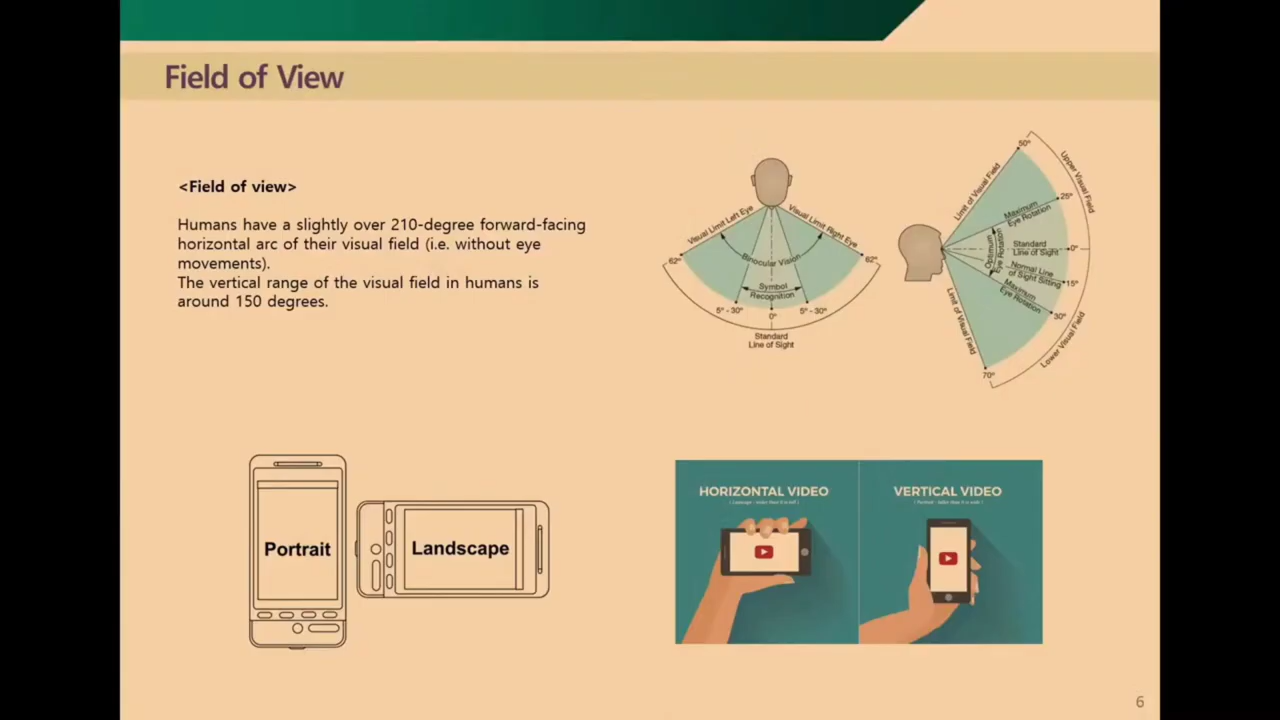 Field of View
<Field of view>
Humans have a slightly over 210-degree forward-facing
horizontal arc of their visual field (i.e. without eye
movements).
The vertical range of the visual field in humans is
around 150 degrees.
Visual Limit Left Eye
Visual Limit Right Eye
62°
Binocular Vision
62°
Symbol
Recognition
5° - 30°
0°
5° - 30°
Standard
Line of Sight
50°
Limit of Visual Field
Upper Visual Field
25°
Maximum
Eye Rotation
Optimum
Eye Rotation
Standard
Line of Sight
0°
Normal Line
of Sight Sitting
15°
Maximum
Eye Rotation
30°
Limit of Visual Field
Lower Visual Field
70°
Portrait
Landscape
HORIZONTAL VIDEO
VERTICAL VIDEO
6